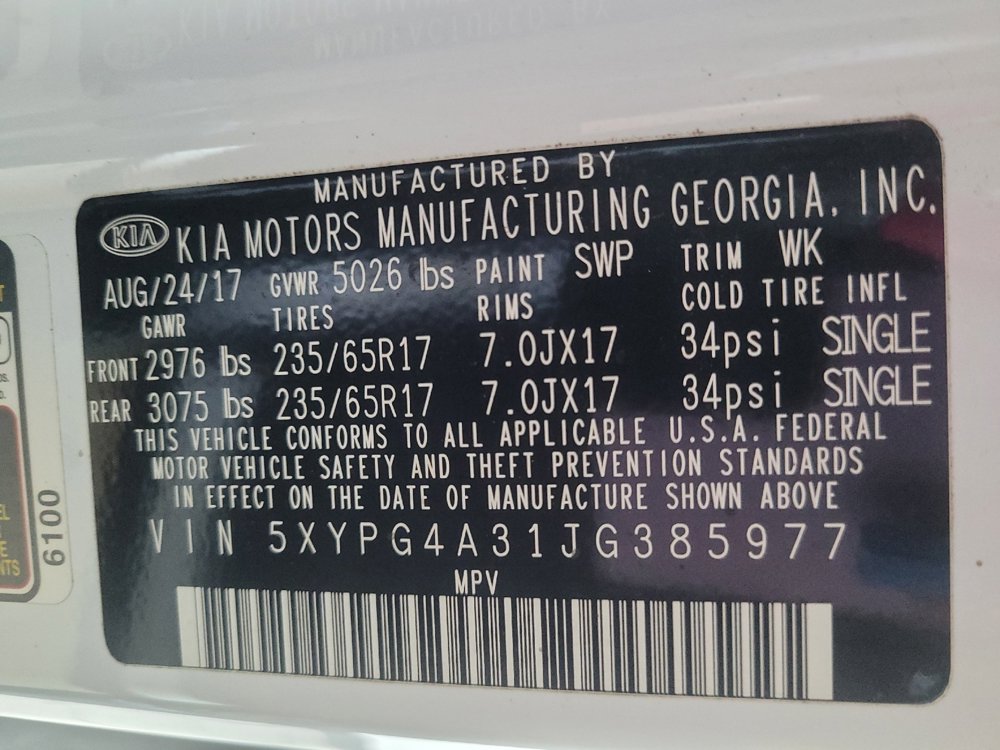 MANUFACTURED BY
KIA KIA MOTORS MANUFACTURING GEORGIA, INC.
AUG/24/17 GVWR 5026 lbs PAINT SWP TRIM WK
GAWR TIRES RIMS COLD TIRE INFL
FRONT 2976 lbs 235/65R17 7.0JX17 34psi SINGLE
REAR 3075 lbs 235/65R17 7.0JX17 34psi SINGLE
THIS VEHICLE CONFORMS TO ALL APPLICABLE U.S.A. FEDERAL
MOTOR VEHICLE SAFETY AND THEFT PREVENTION STANDARDS
IN EFFECT ON THE DATE OF MANUFACTURE SHOWN ABOVE
VIN 5XYPG4A31JG385977
MPV
6100